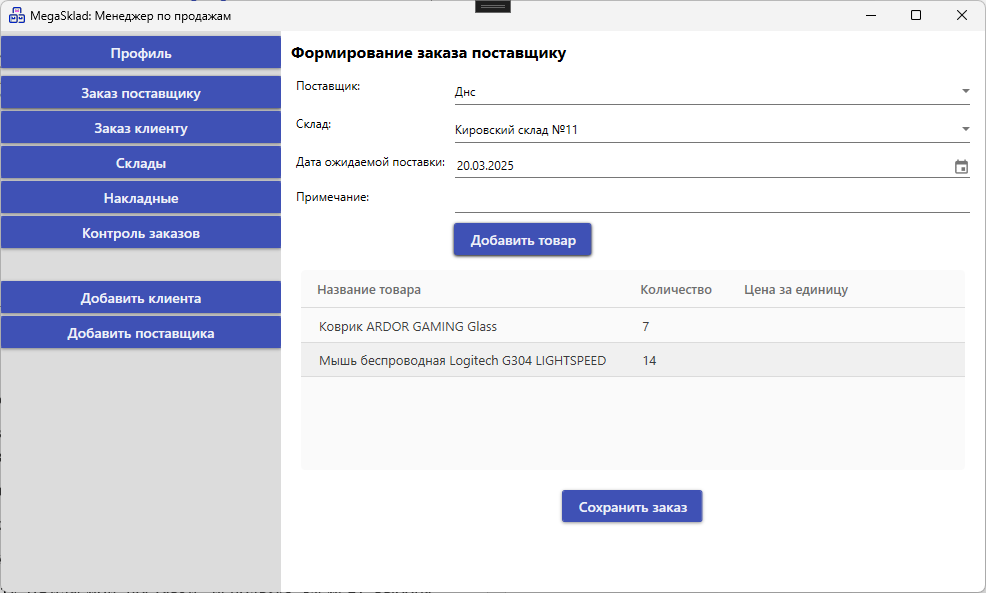 MegaSklad: Менеджер по продажам
Профиль
Заказ поставщику
Заказ клиенту
Склады
Накладные
Контроль заказов
Добавить клиента
Добавить поставщика
Формирование заказа поставщику
Поставщик: Днс
Склад: Кировский склад №11
Дата ожидаемой поставки: 20.03.2025
Примечание:
Добавить товар
Название товара Количество Цена за единицу
Коврик ARDOR GAMING Glass 7
Мышь беспроводная Logitech G304 LIGHTSPEED 14
Сохранить заказ